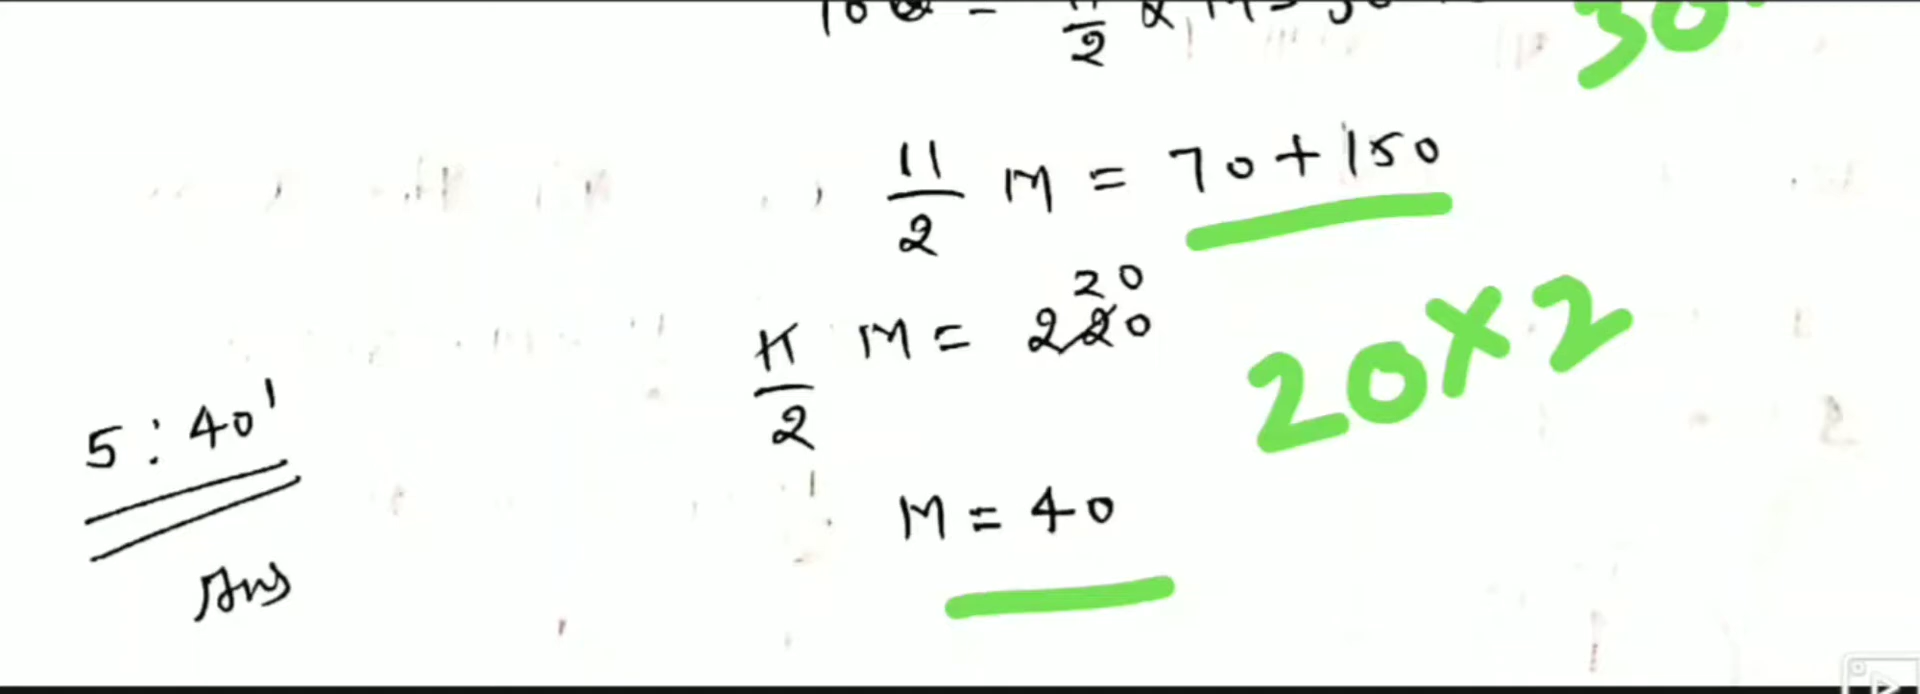 11/2 M = 70 + 150
20
11/2 M = 220
20 x 2
5 : 40'
M = 40
Ans